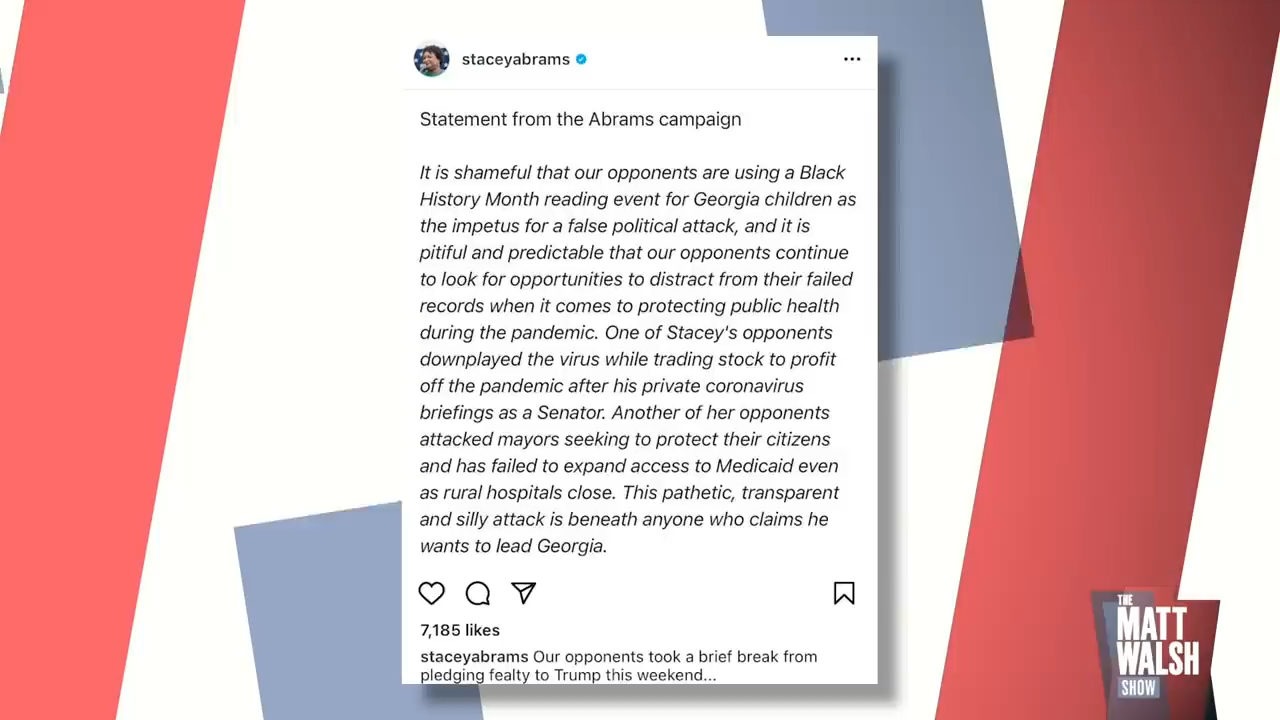 staceyabrams
Statement from the Abrams campaign
It is shameful that our opponents are using a Black
History Month reading event for Georgia children as
the impetus for a false political attack, and it is
pitiful and predictable that our opponents continue
to look for opportunities to distract from their failed
records when it comes to protecting public health
during the pandemic. One of Stacey's opponents
downplayed the virus while trading stock to profit
off the pandemic after his private coronavirus
briefings as a Senator. Another of her opponents
attacked mayors seeking to protect their citizens
and has failed to expand access to Medicaid even
as rural hospitals close. This pathetic, transparent
and silly attack is beneath anyone who claims he
wants to lead Georgia.
7,185 likes
staceyabrams Our opponents took a brief break from
pledging fealty to Trump this weekend...
THE
MATT
WALSH
SHOW